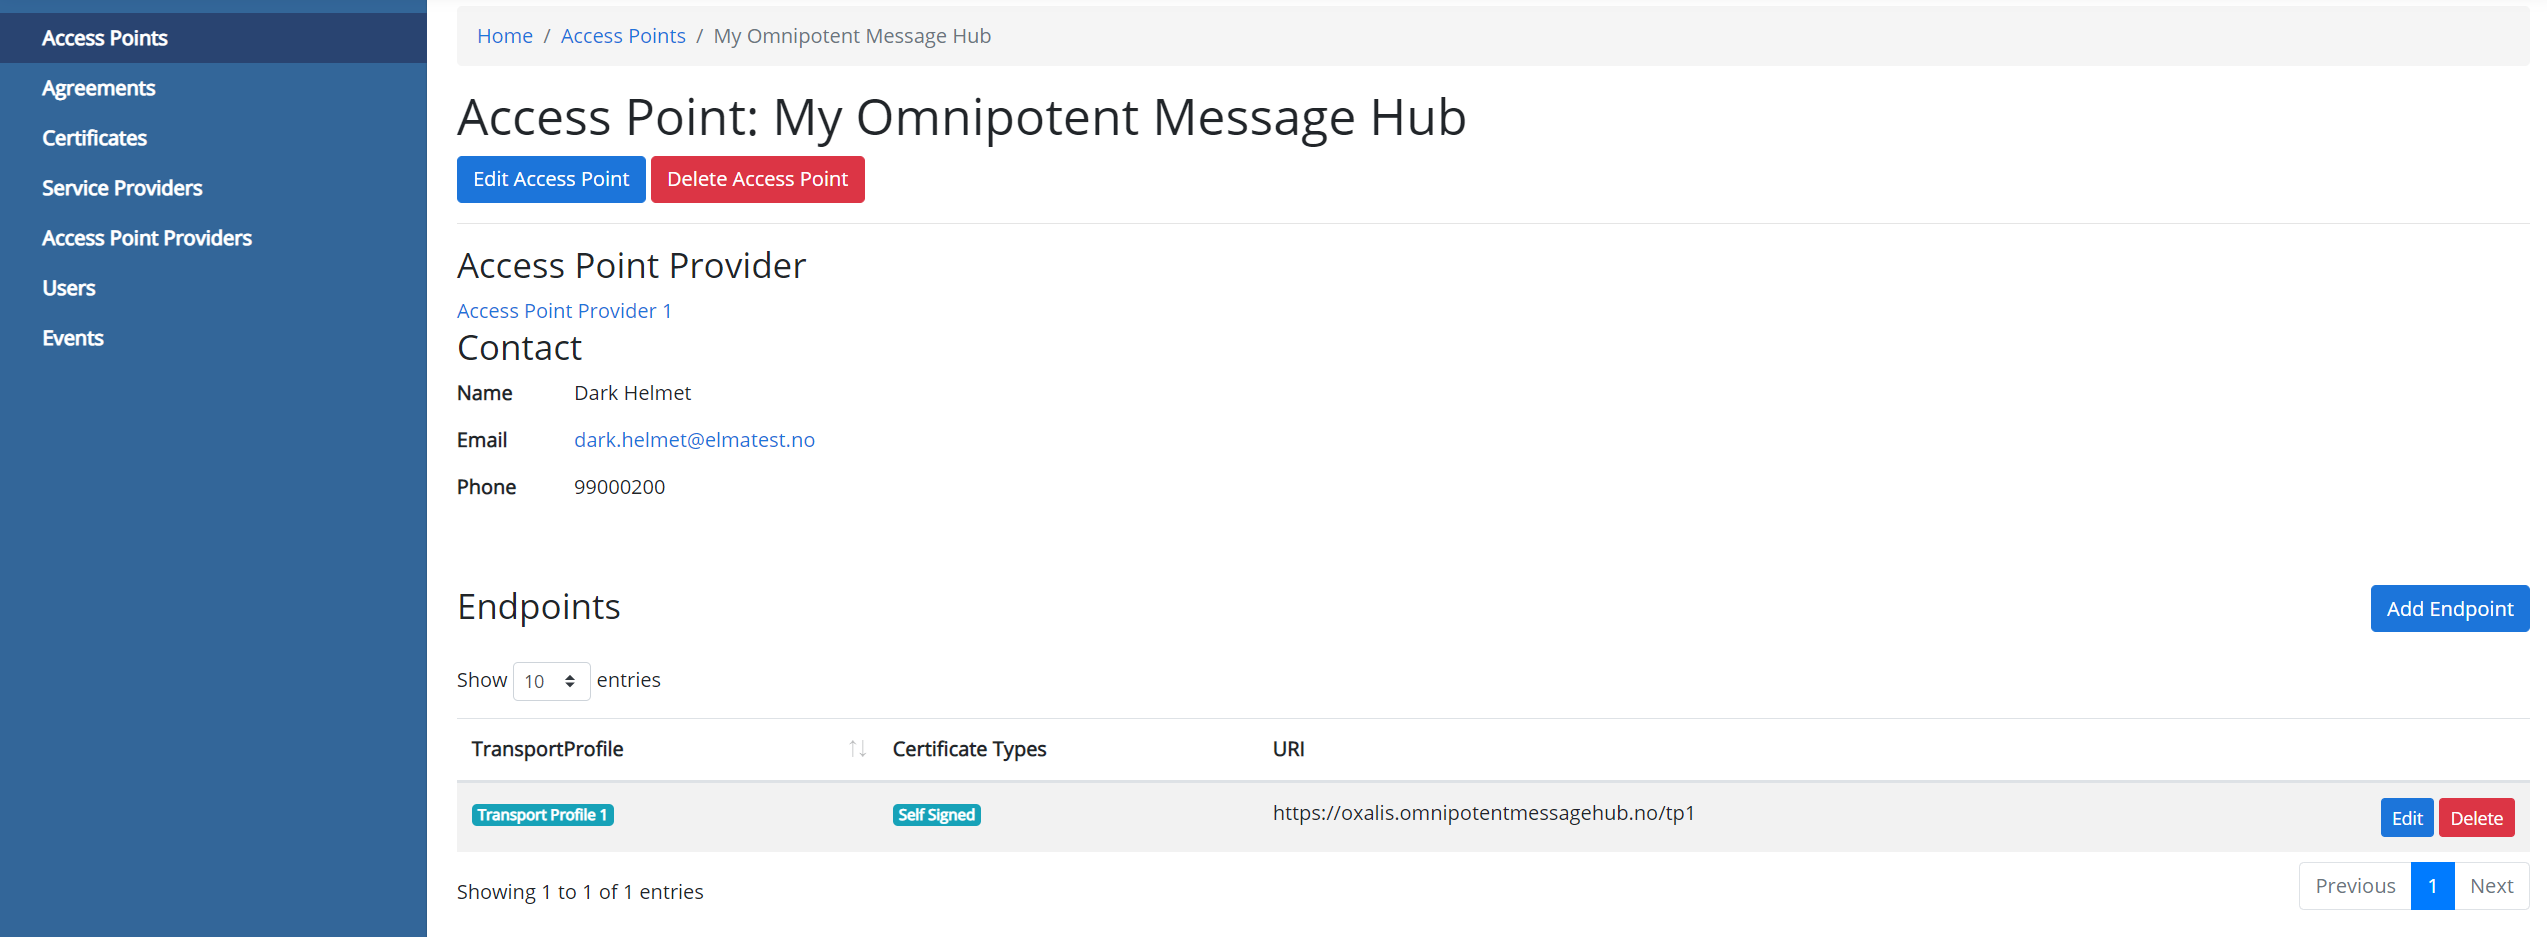 Access Points
Agreements
Certificates
Service Providers
Access Point Providers
Users
Events
Home / Access Points / My Omnipotent Message Hub
Access Point: My Omnipotent Message Hub
Edit Access Point Delete Access Point
Access Point Provider
Access Point Provider 1
Contact
Name Dark Helmet
Email dark.helmet@elmatest.no
Phone 99000200
Endpoints Add Endpoint
Show 10 entries
TransportProfile Certificate Types URI
Transport Profile 1 Self Signed https://oxalis.omnipotentmessagehub.no/tp1 Edit Delete
Showing 1 to 1 of 1 entries Previous 1 Next